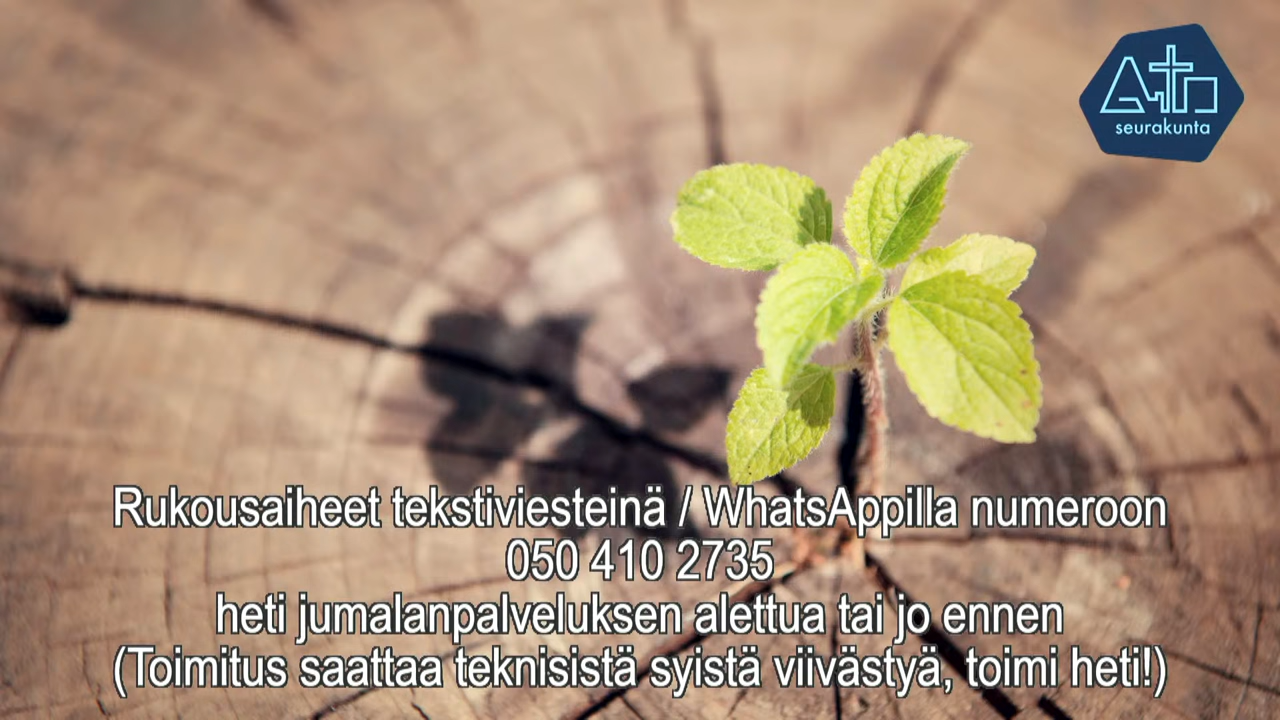 seurakunta
Rukousaiheet tekstiviesteinä / WhatsAppilla numeroon
050 410 2735
heti jumalanpalveluksen alettua tai jo ennen
(Toimitus saattaa teknisistä syistä viivästyä, toimi heti!)